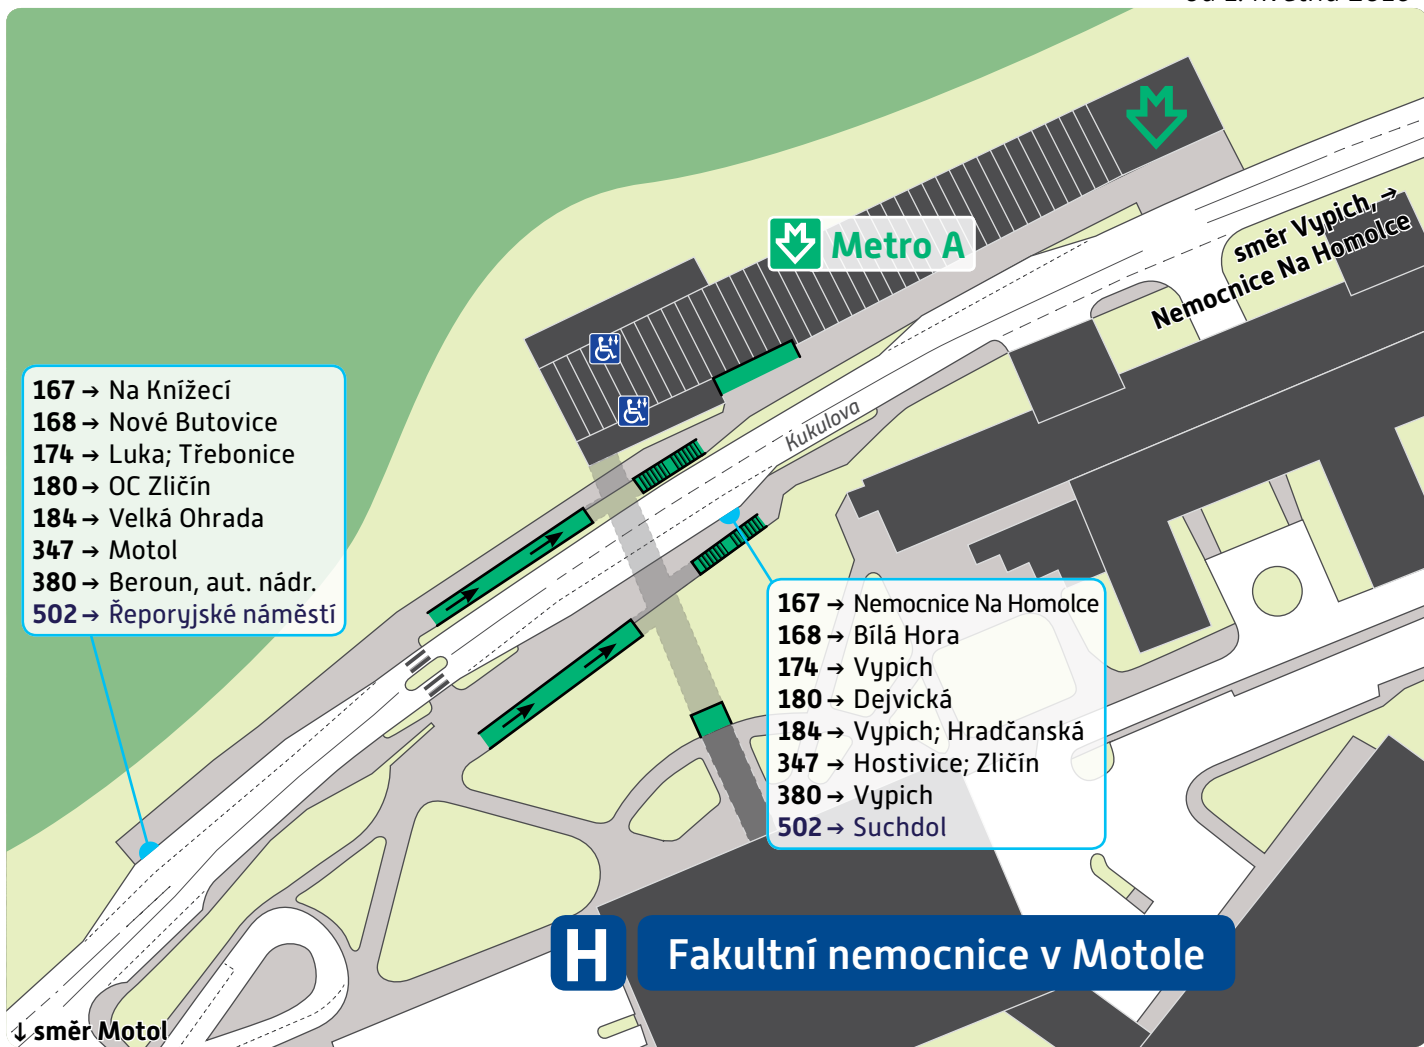 Metro A
směr Vypich, →
Nemocnice Na Homolce
Kukulova
167 → Na Knížecí
168 → Nové Butovice
174 → Luka; Třebonice
180 → OC Zličín
184 → Velká Ohrada
347 → Motol
380 → Beroun, aut. nádr.
502 → Řeporyjské náměstí
167 → Nemocnice Na Homolce
168 → Bílá Hora
174 → Vypich
180 → Dejvická
184 → Vypich; Hradčanská
347 → Hostivice; Zličín
380 → Vypich
502 → Suchdol
H Fakultní nemocnice v Motole
↓ směr Motol